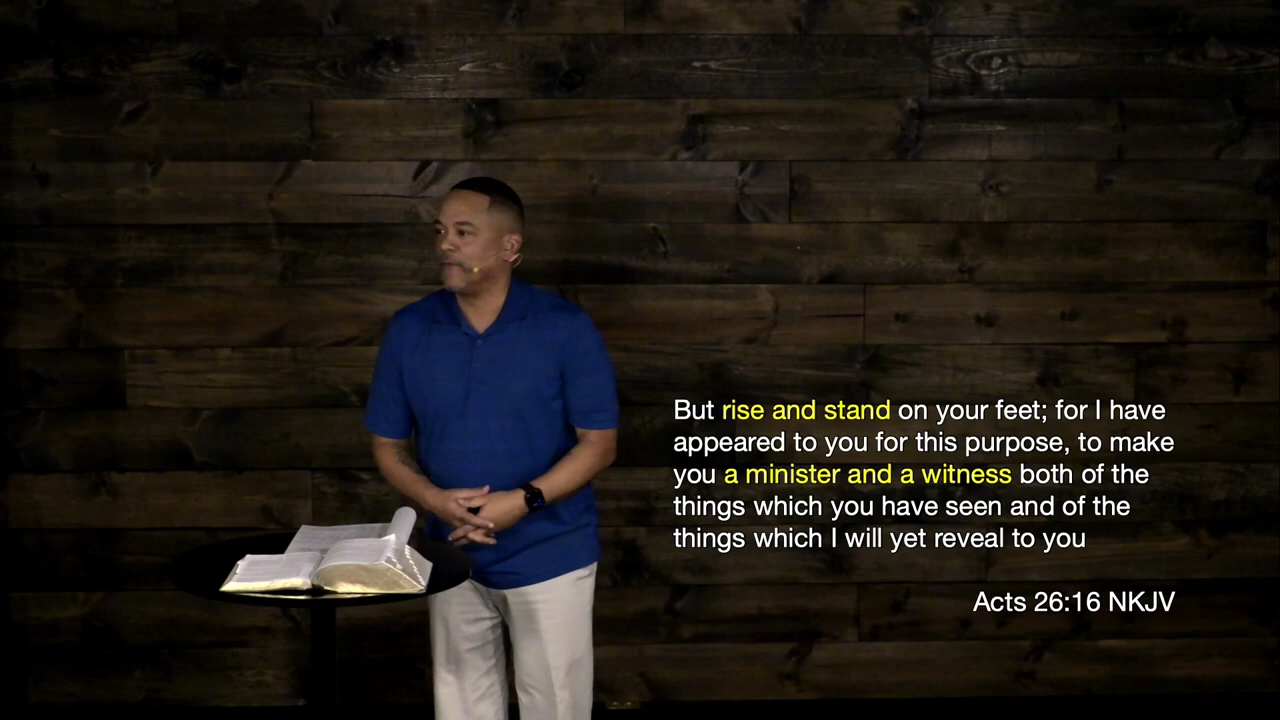 But rise and stand on your feet; for I have
appeared to you for this purpose, to make
you a minister and a witness both of the
things which you have seen and of the
things which I will yet reveal to you
Acts 26:16 NKJV